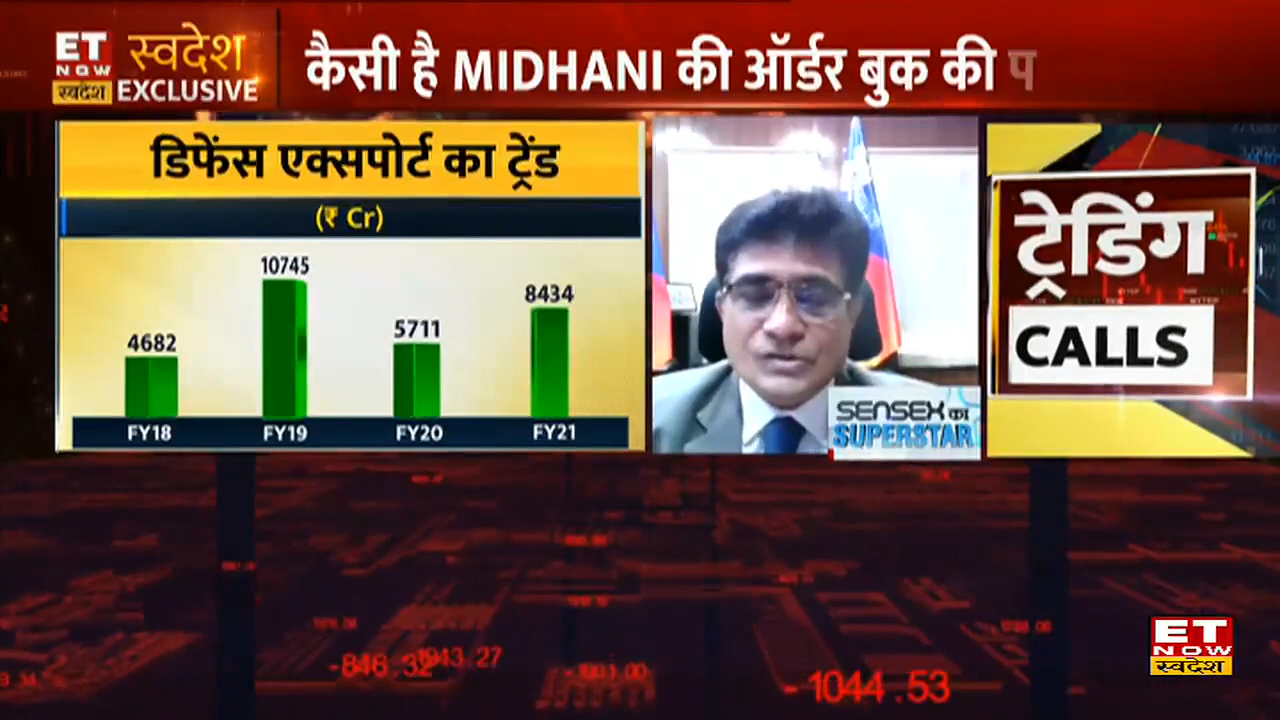 ET
NOW
स्वदेश
स्वदेश
EXCLUSIVE
कैसी है MIDHANI की ऑर्डर बुक की प
डिफेंस एक्सपोर्ट का ट्रेंड
(₹ Cr)
4682
10745
5711
8434
FY18
FY19
FY20
FY21
SENSEX का
SUPERSTAR
ट्रेडिंग
CALLS
-846.32
1043.27
- 1044.53
ET
NOW
स्वदेश